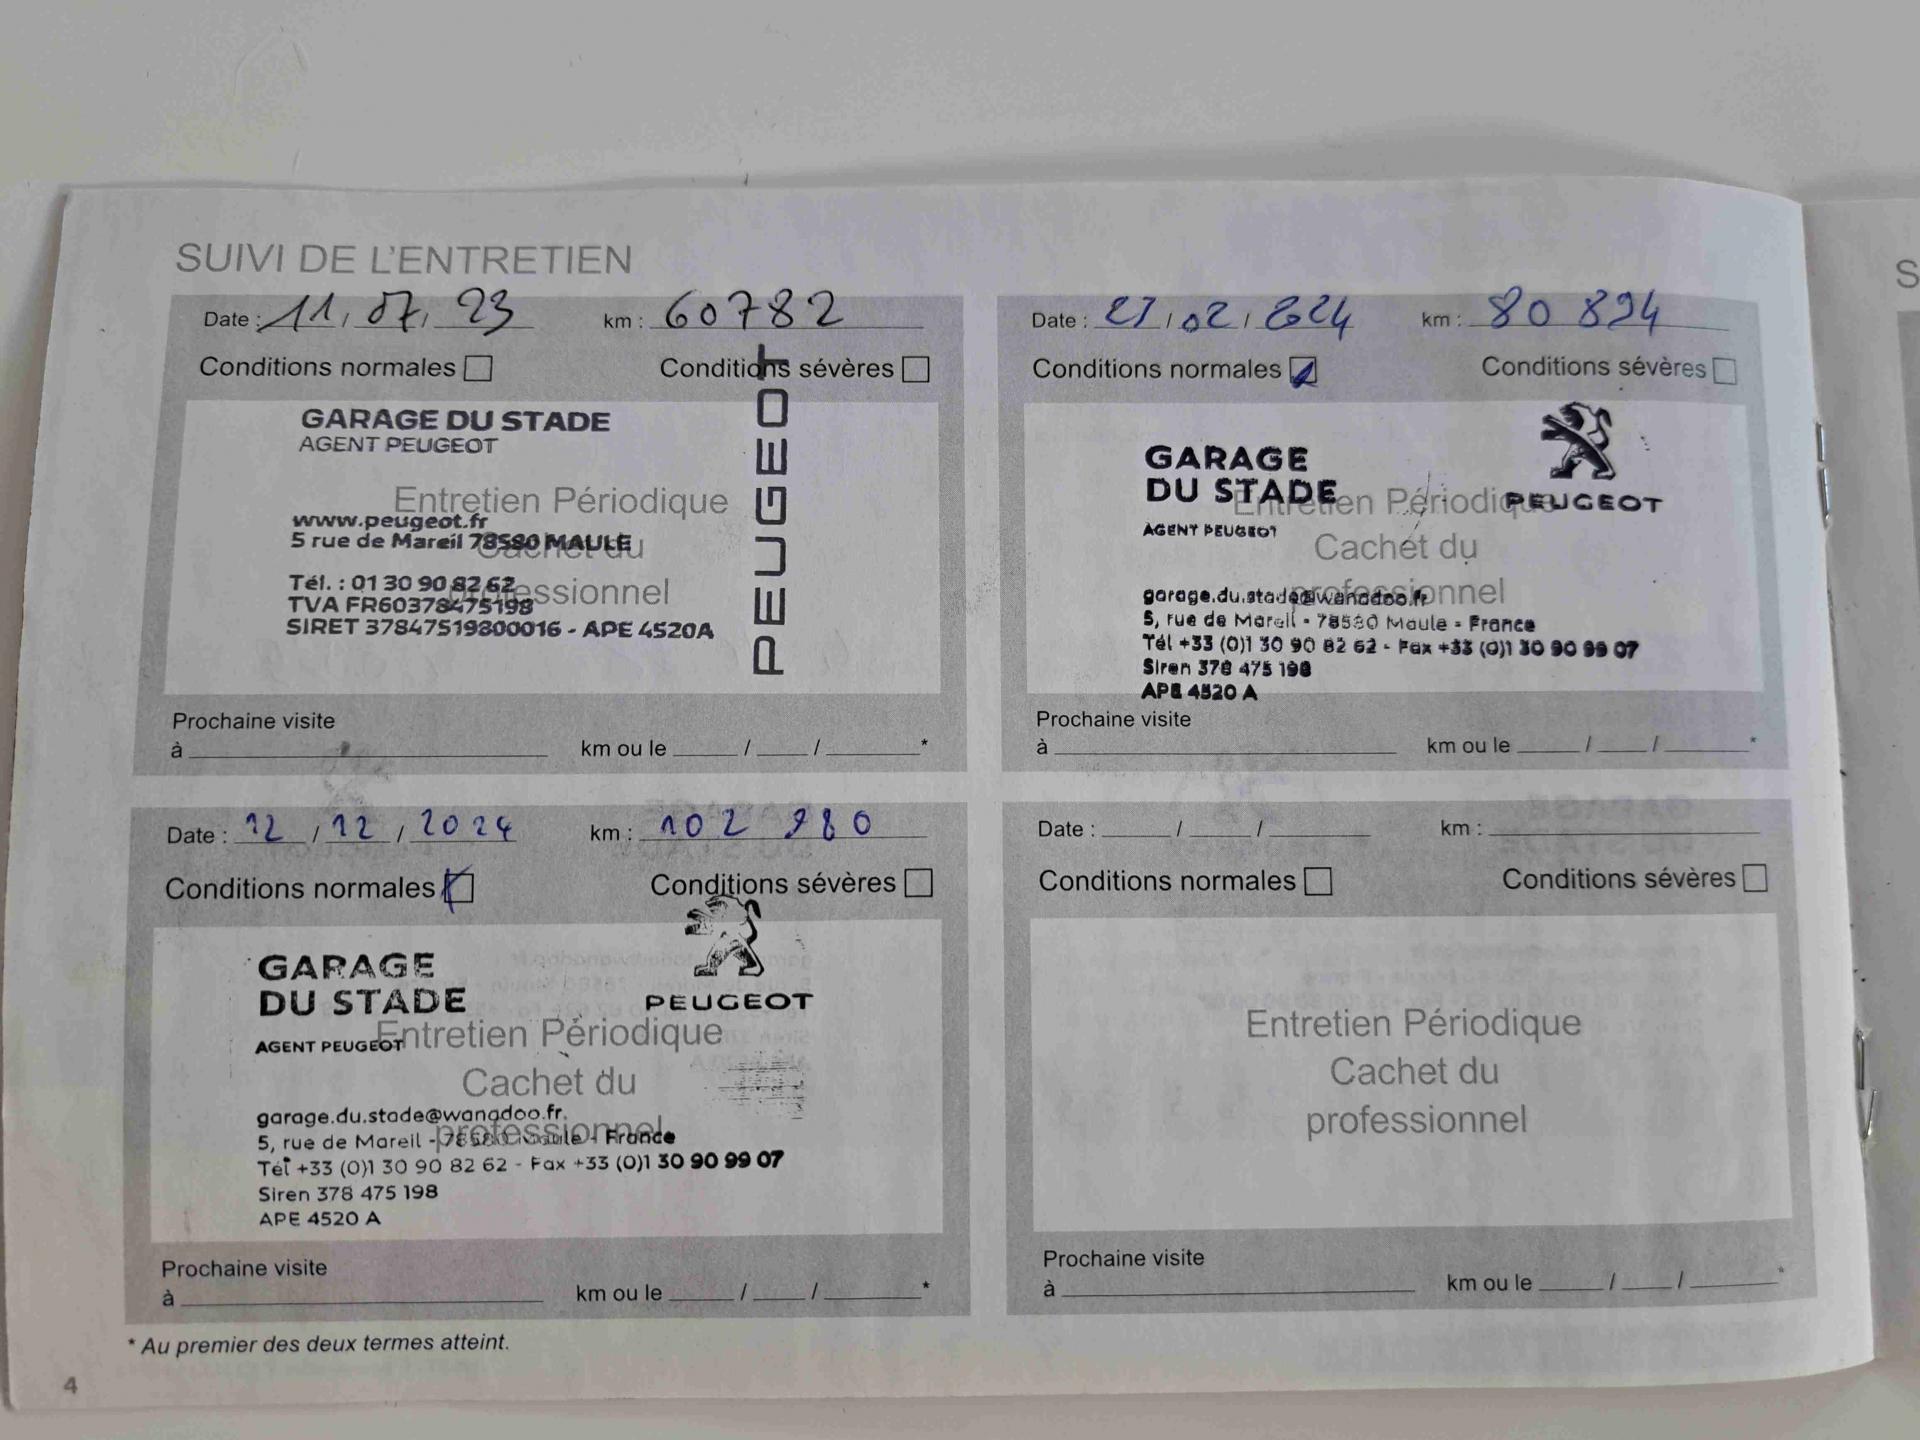 SUIVI DE L'ENTRETIEN
Date : 11 / 07 / 23 km : 60782
Conditions normales Conditions sévères
GARAGE DU STADE
AGENT PEUGEOT
PEUGEOT
Entretien Périodique
Cachet du
professionnel
www.peugeot.fr
5 rue de Mareil 78580 MAULE
Tél. : 01 30 90 82 62
TVA FR60378475198
SIRET 37847519800016 - APE 4520A
Prochaine visite
à km ou le / / *
Date : / 02 / 2024 km : 80 894
Conditions normales Conditions sévères
GARAGE
DU STADE
AGENT PEUGEOT
PEUGEOT
Entretien Périodique
Cachet du
professionnel
garage.du.stade@wanadoo.fr
5, rue de Mareil - 78580 Maule - France
Tél +33 (0)1 30 90 82 62 - Fax +33 (0)1 30 90 99 07
Siren 378 475 198
APE 4520 A
Prochaine visite
à km ou le / / *
Date : 12 / 12 / 2024 km : 102 980
Conditions normales Conditions sévères
GARAGE
DU STADE
AGENT PEUGEOT
PEUGEOT
Entretien Périodique
Cachet du
professionnel
garage.du.stade@wanadoo.fr
5, rue de Mareil - 78580 Maule - France
Tél +33 (0)1 30 90 82 62 - Fax +33 (0)1 30 90 99 07
Siren 378 475 198
APE 4520 A
Prochaine visite
à km ou le / / *
Date : / / km :
Conditions normales Conditions sévères
Entretien Périodique
Cachet du
professionnel
Prochaine visite
à km ou le / / *
* Au premier des deux termes atteint.
4
S